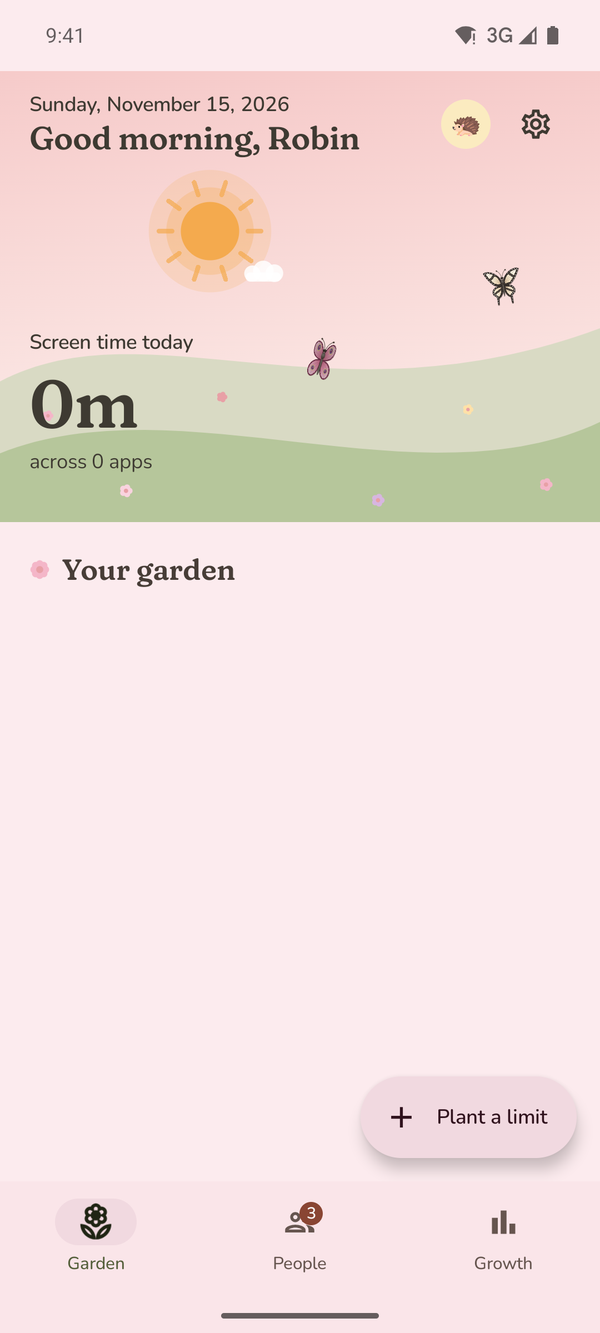 9:41
3G
Sunday, November 15, 2026
Good morning, Robin
Screen time today
0m
across 0 apps
Your garden
Plant a limit
3
Garden
People
Growth